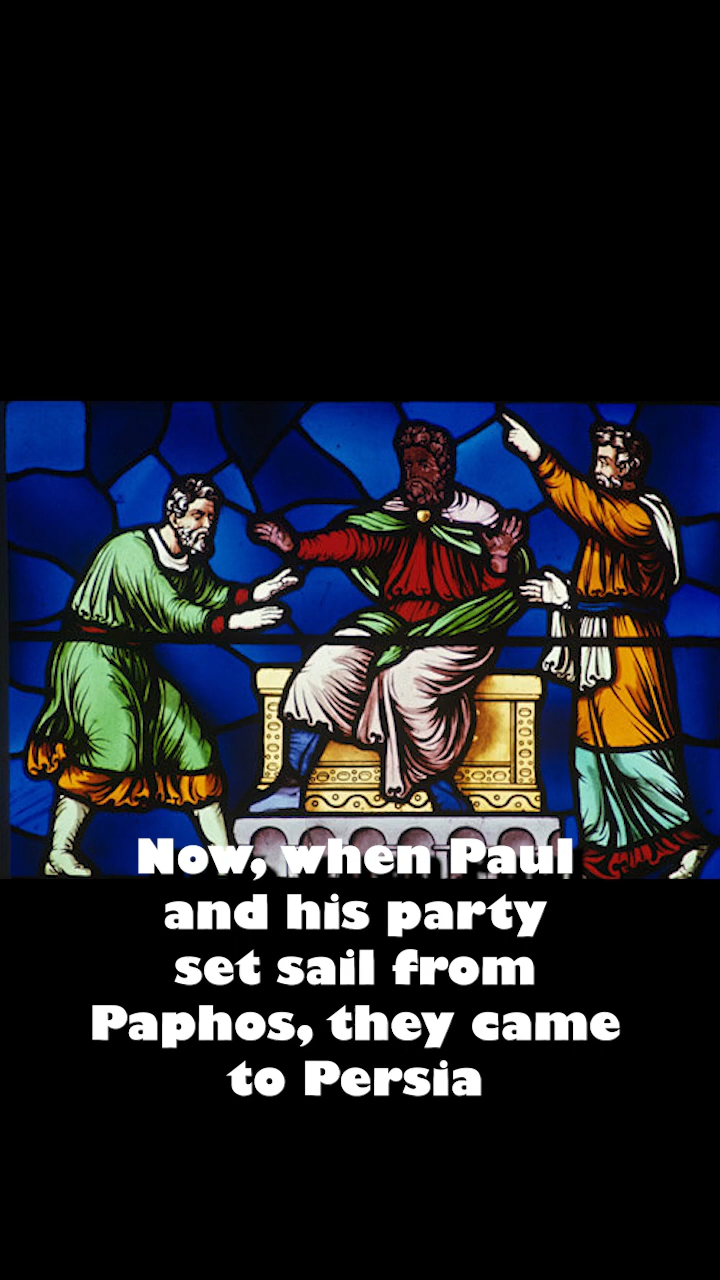 Now, when Paul
and his party
set sail from
Paphos, they came
to Persia